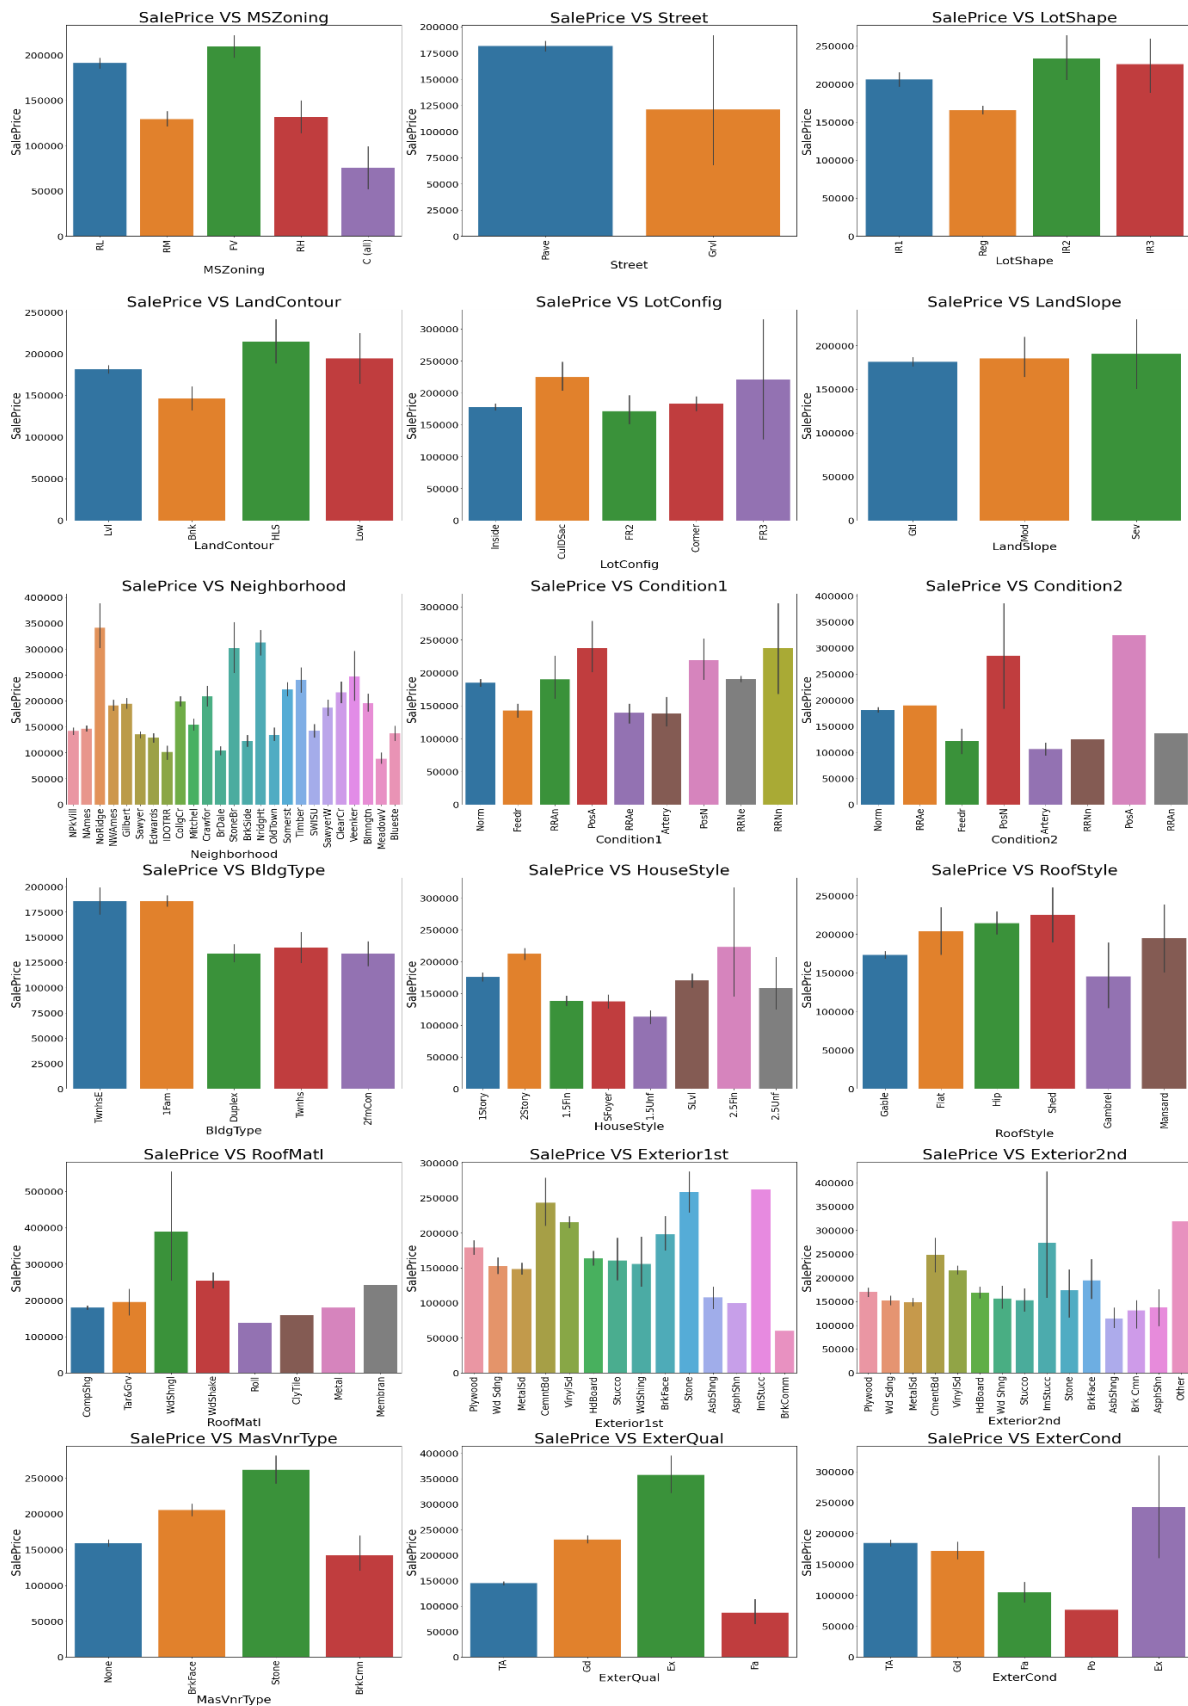 SalePrice VS MSZoning
SalePrice
200000
150000
100000
50000
0
RL RM FV RH C (all)
MSZoning
SalePrice VS Street
SalePrice
200000
175000
150000
125000
100000
75000
50000
25000
0
Pave Grvl
Street
SalePrice VS LotShape
SalePrice
250000
200000
150000
100000
50000
0
IR1 Reg IR2 IR3
LotShape
SalePrice VS LandContour
SalePrice
250000
200000
150000
100000
50000
0
Lvl Bnk HLS Low
LandContour
SalePrice VS LotConfig
SalePrice
300000
250000
200000
150000
100000
50000
0
Inside CulDSac FR2 Corner FR3
LotConfig
SalePrice VS LandSlope
SalePrice
200000
150000
100000
50000
0
Gtl Mod Sev
LandSlope
SalePrice VS Neighborhood
SalePrice
400000
350000
300000
250000
200000
150000
100000
50000
0
NPkVill NAmes NoRidge NWAmes Gilbert Sawyer Edwards IDOTRR CollgCr Mitchel Crawfor BrDale StoneBr BrkSide NridgHt OldTown Somerst Timber SWISU SawyerW ClearCr Veenker Blmngtn MeadowV Blueste
Neighborhood
SalePrice VS Condition1
SalePrice
300000
250000
200000
150000
100000
50000
0
Norm Feedr RRAn PosA RRAe Artery PosN RRNe RRNn
Condition1
SalePrice VS Condition2
SalePrice
400000
350000
300000
250000
200000
150000
100000
50000
0
Norm RRAe Feedr PosN Artery RRNn PosA RRAn
Condition2
SalePrice VS BldgType
SalePrice
200000
175000
150000
125000
100000
75000
50000
25000
0
TwnhsE 1Fam Duplex Twnhs 2fmCon
BldgType
SalePrice VS HouseStyle
SalePrice
300000
250000
200000
150000
100000
50000
0
1Story 2Story 1.5Fin SFoyer 1.5Unf SLvl 2.5Fin 2.5Unf
HouseStyle
SalePrice VS RoofStyle
SalePrice
250000
200000
150000
100000
50000
0
Gable Flat Hip Shed Gambrel Mansard
RoofStyle
SalePrice VS RoofMatl
SalePrice
500000
400000
300000
200000
100000
0
CompShg Tar&Grv WdShngl WdShake Roll ClyTile Metal Membran
RoofMatl
SalePrice VS Exterior1st
SalePrice
300000
250000
200000
150000
100000
50000
0
Plywood Wd Sdng MetalSd CemntBd VinylSd HdBoard Stucco WdShing BrkFace Stone AsbShng AsphShn ImStucc BrkComm
Exterior1st
SalePrice VS Exterior2nd
SalePrice
400000
350000
300000
250000
200000
150000
100000
50000
0
Plywood Wd Sdng MetalSd CmentBd VinylSd HdBoard Wd Shng Stucco ImStucc Stone BrkFace AsbShng Brk Cmn AsphShn Other
Exterior2nd
SalePrice VS MasVnrType
SalePrice
250000
200000
150000
100000
50000
0
None BrkFace Stone BrkCmn
MasVnrType
SalePrice VS ExterQual
SalePrice
400000
350000
300000
250000
200000
150000
100000
50000
0
TA Gd Ex Fa
ExterQual
SalePrice VS ExterCond
SalePrice
300000
250000
200000
150000
100000
50000
0
TA Gd Fa Po Ex
ExterCond